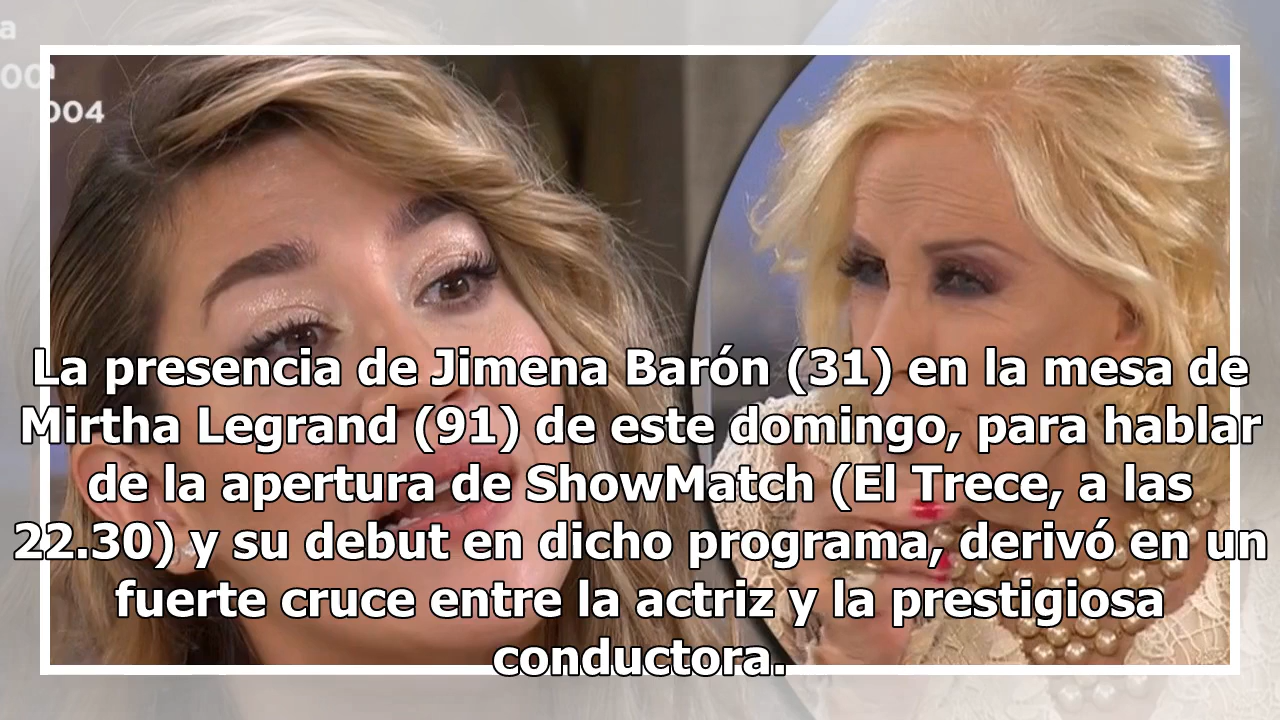 a
00
a
004
La presencia de Jimena Barón (31) en la mesa de
Mirtha Legrand (91) de este domingo, para hablar
de la apertura de ShowMatch (El Trece, a las
22.30) y su debut en dicho programa, derivó en un
fuerte cruce entre la actriz y la prestigiosa
conductora.